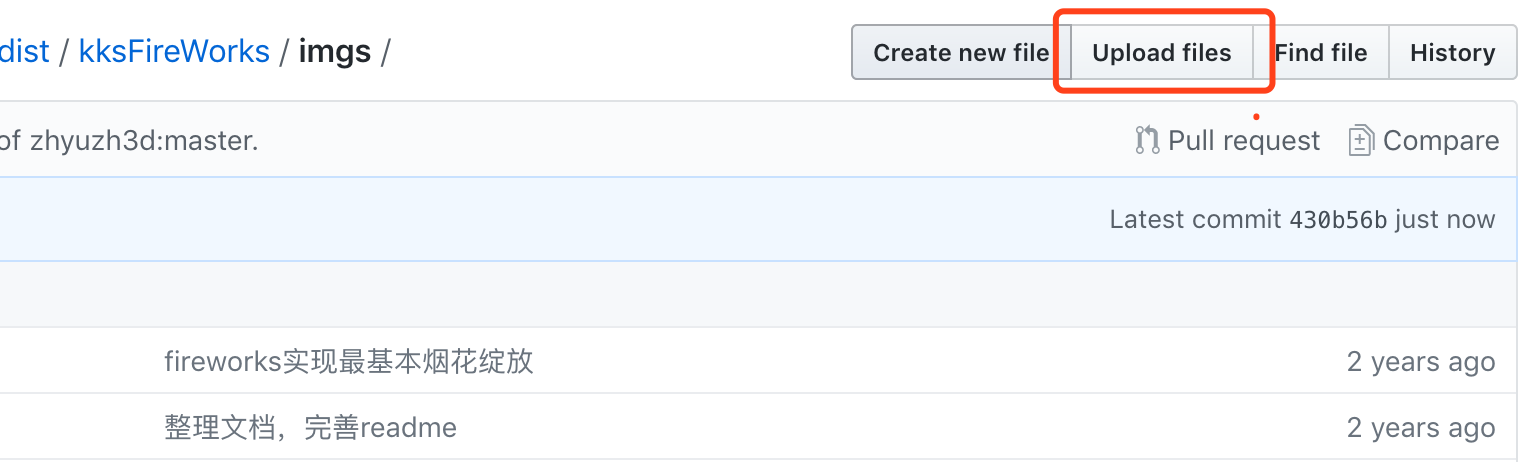 dist / kksFireWorks / imgs /
Create new file Upload files Find file History
of zhyuzh3d:master.
Pull request Compare
Latest commit 430b56b just now
fireworks实现最基本烟花绽放 2 years ago
整理文档，完善readme 2 years ago